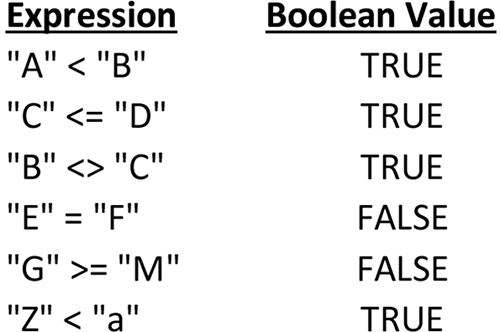 Expression Boolean Value
"A" < "B" TRUE
"C" <= "D" TRUE
"B" <> "C" TRUE
"E" = "F" FALSE
"G" >= "M" FALSE
"Z" < "a" TRUE